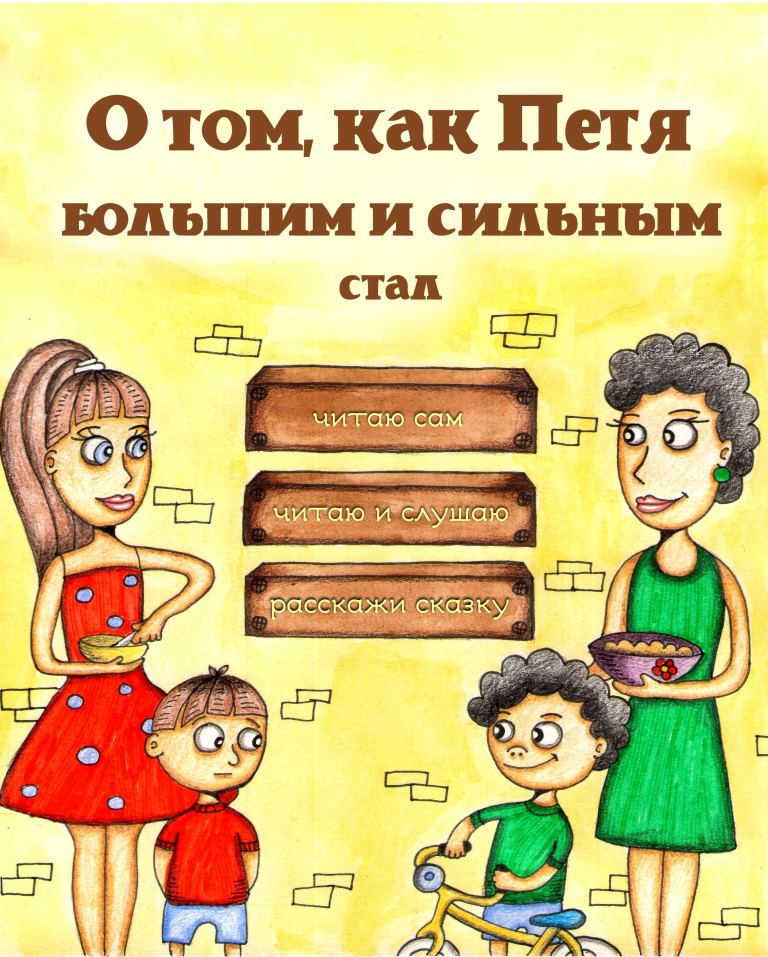 О том, как Петя
большим и сильным
стал
читаю сам
читаю и слушаю
расскажи сказку